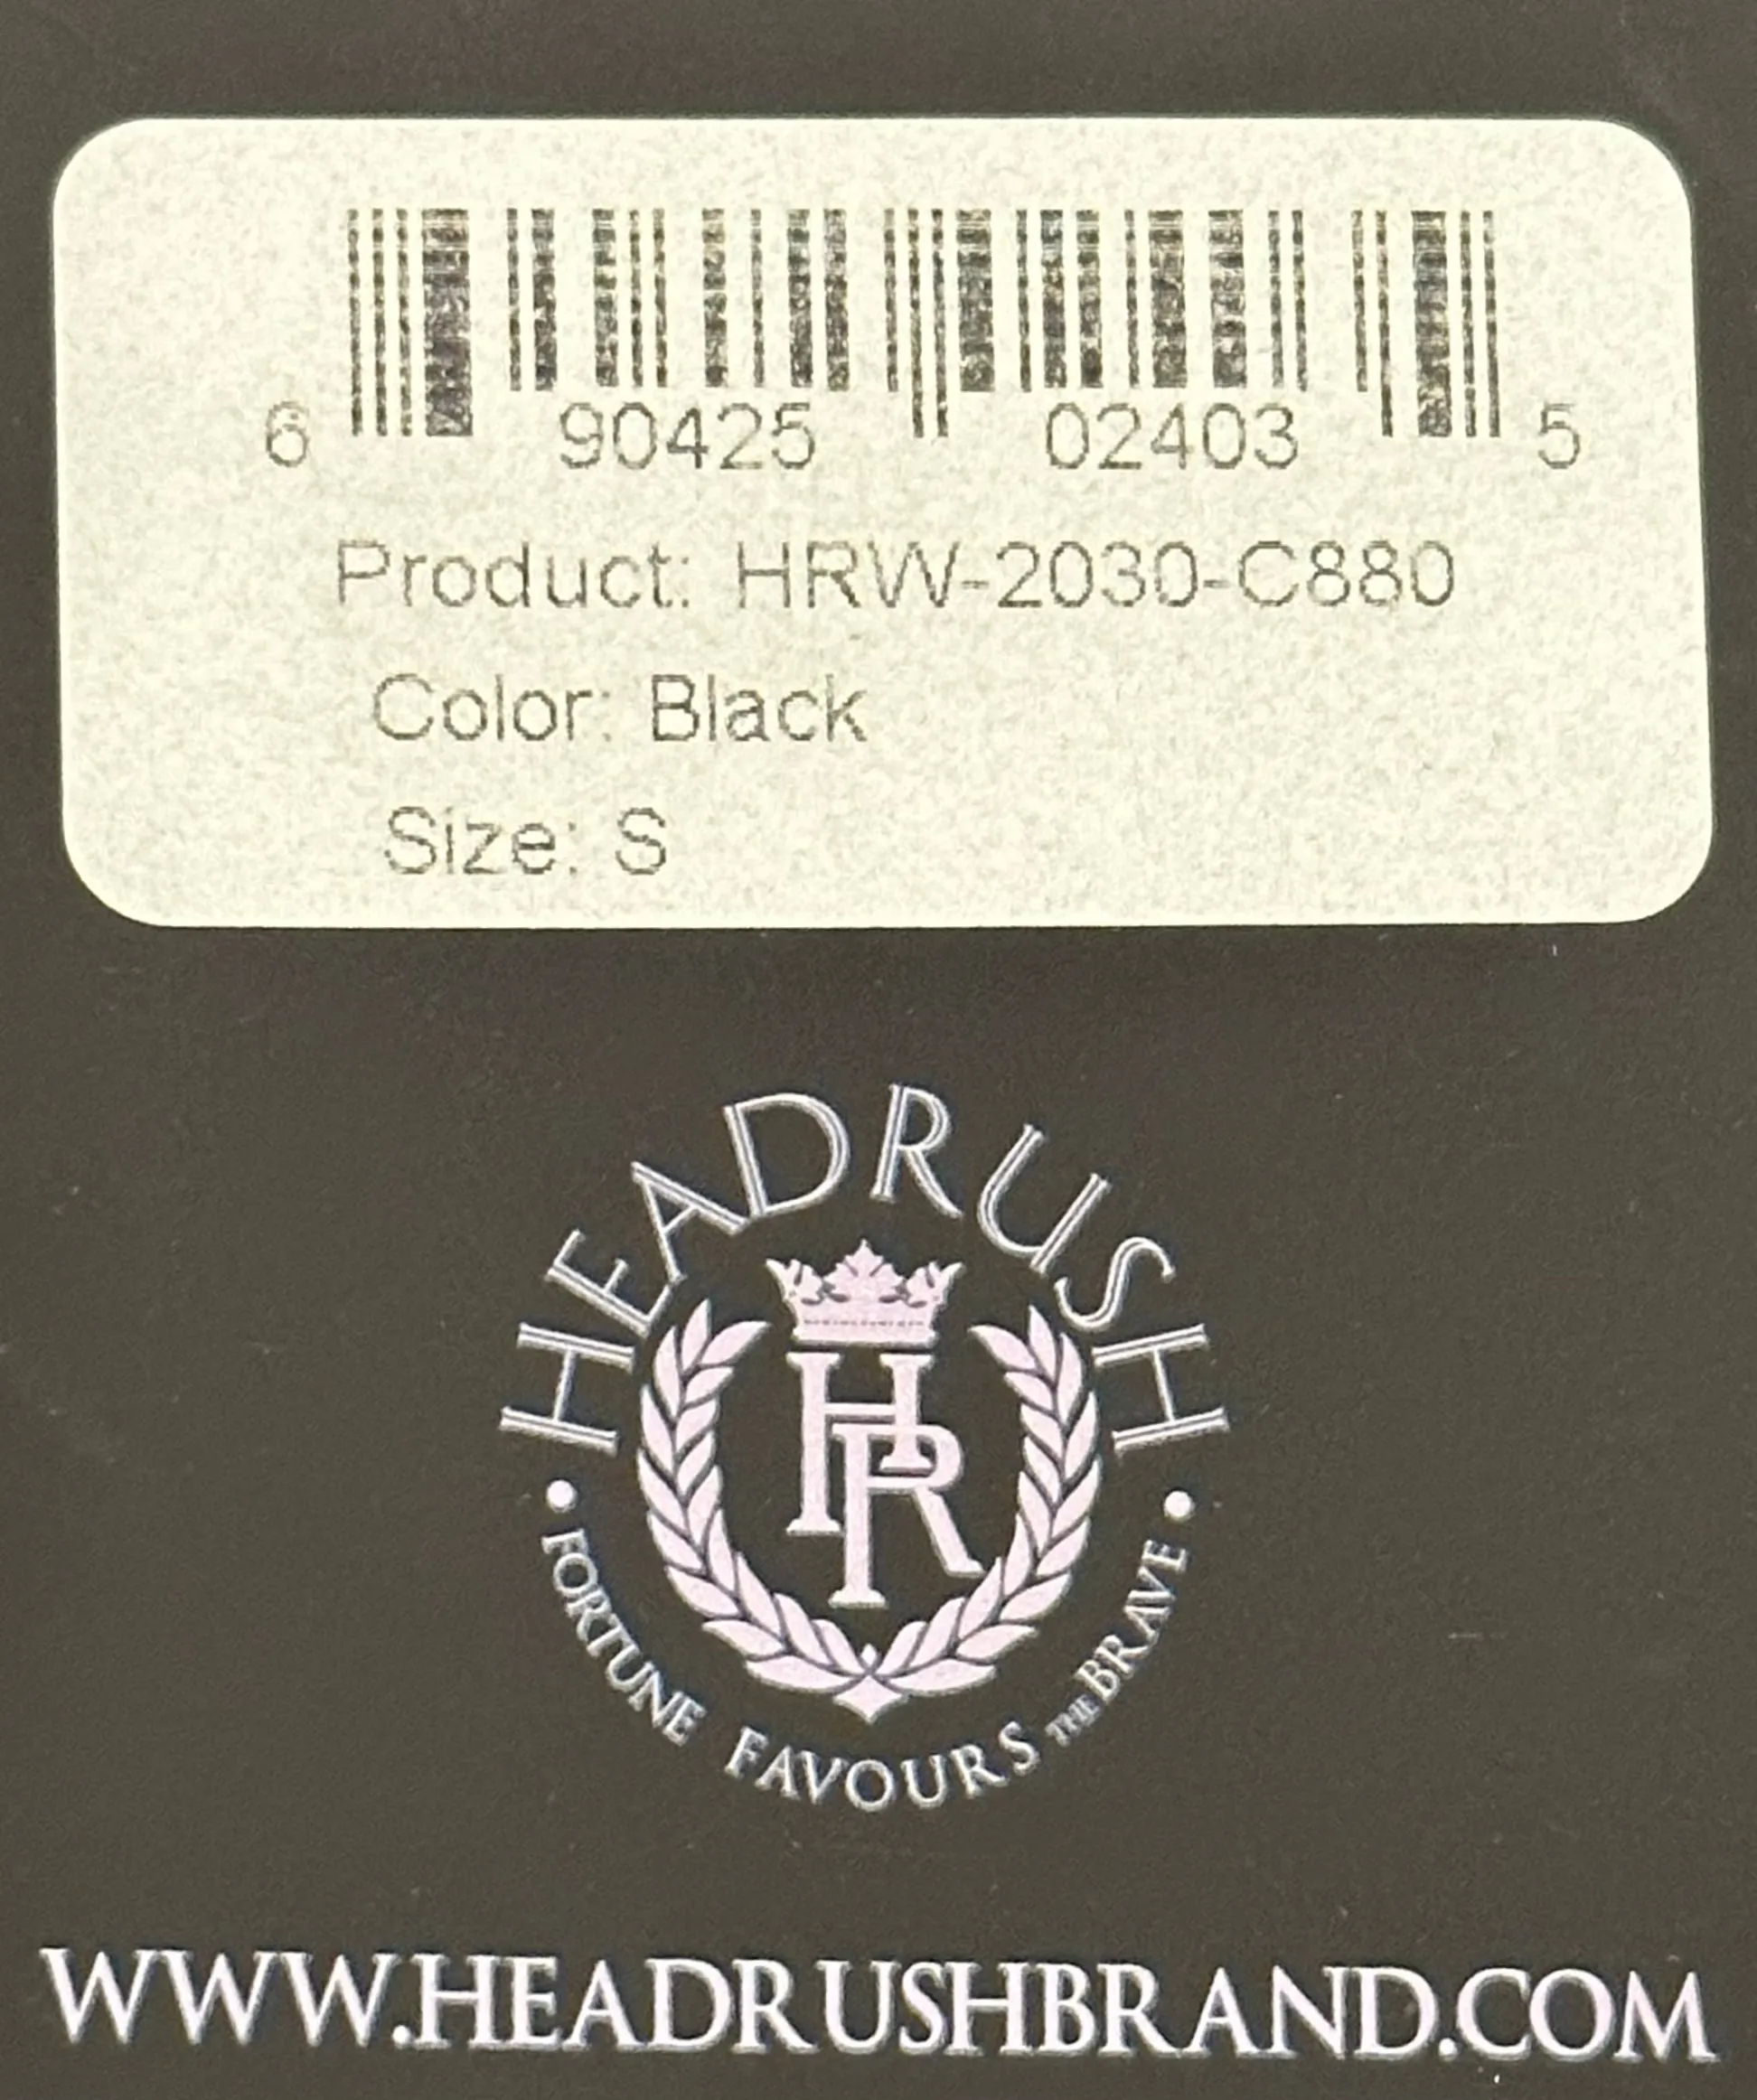 6 90425 02403 5
Product: HRW-2030-C880
Color: Black
Size: S
HEADRUSH
HR
• FORTUNE FAVOURS THE BRAVE •
WWW.HEADRUSHBRAND.COM